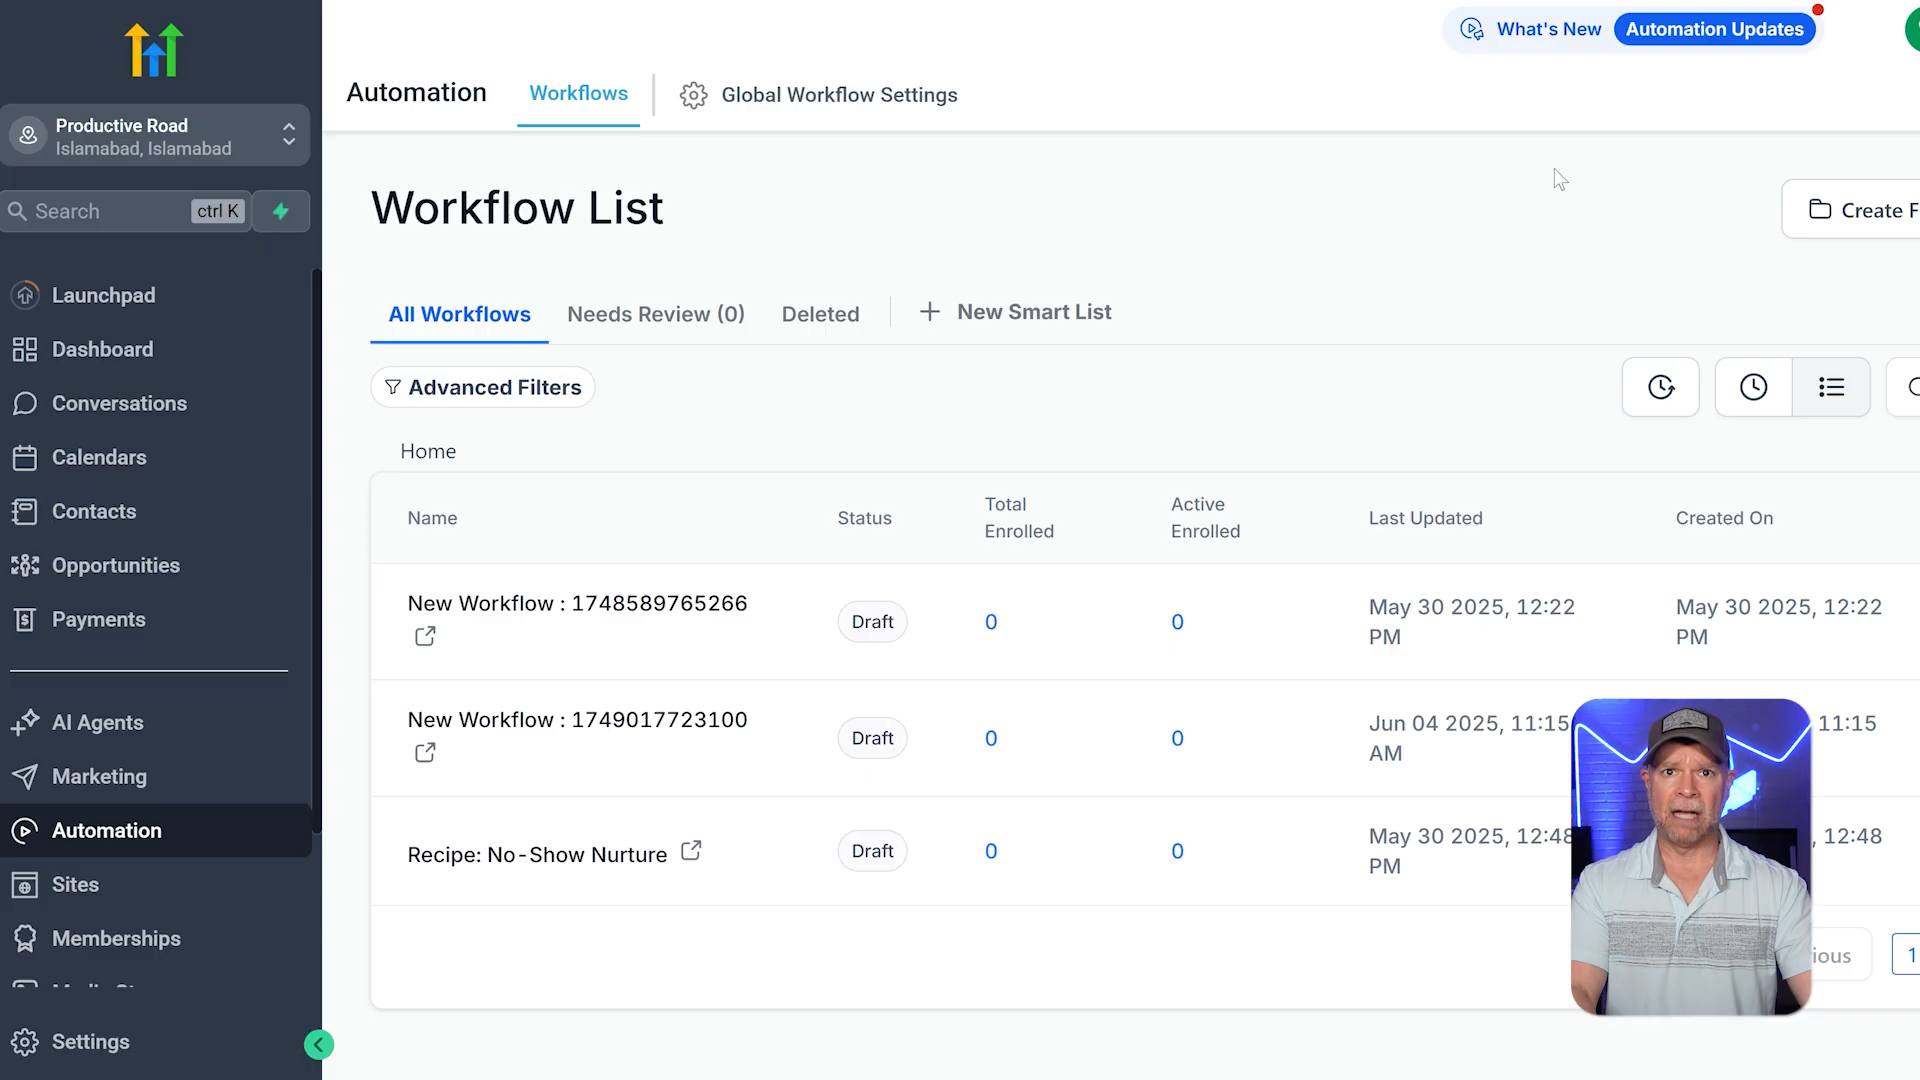 What's New
Automation Updates
Automation
Workflows
Global Workflow Settings
Productive Road
Islamabad, Islamabad
Search
ctrl K
Workflow List
Create F
Launchpad
Dashboard
Conversations
Calendars
Contacts
Opportunities
Payments
AI Agents
Marketing
Automation
Sites
Memberships
Settings
All Workflows
Needs Review (0)
Deleted
New Smart List
Advanced Filters
Home
Name
Status
Total
Enrolled
Active
Enrolled
Last Updated
Created On
New Workflow : 1748589765266
Draft
0
0
May 30 2025, 12:22
PM
May 30 2025, 12:22
PM
New Workflow : 1749017723100
Draft
0
0
Jun 04 2025, 11:15
AM
11:15
Recipe: No-Show Nurture
Draft
0
0
May 30 2025, 12:48
PM
, 12:48
ious
1